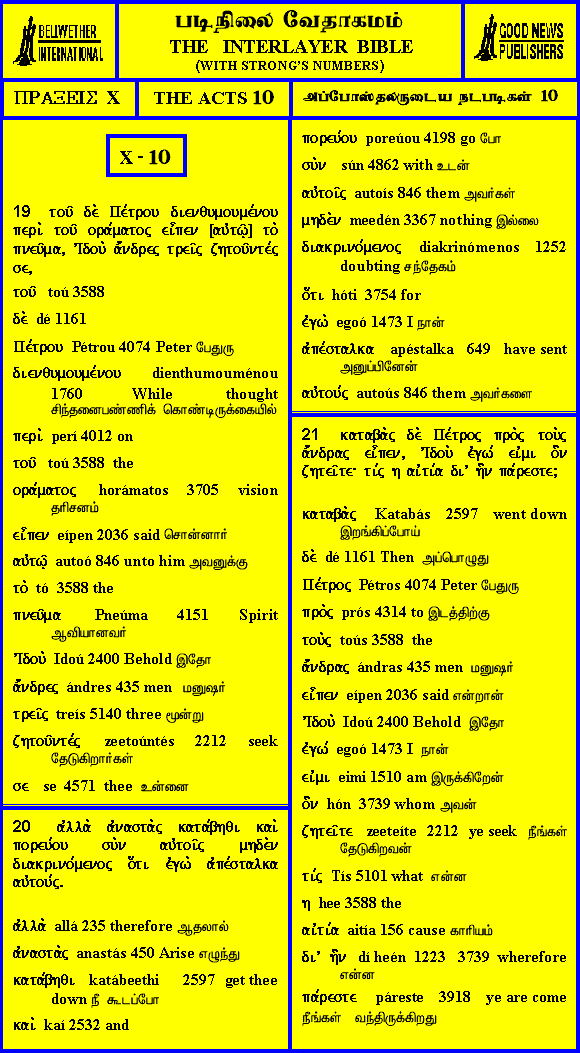 BELLWETHER
INTERNATIONAL
படிநிலை வேதாகமம்
THE INTERLAYER BIBLE
(WITH STRONG'S NUMBERS)
GOOD NEWS
PUBLISHERS
ΠΡΑΞΕΙΣ X
THE ACTS 10
அப்போஸ்தலருடைய நடபடிகள் 10
X - 10
19 τοῦ δὲ Πέτρου διενθυμουμένου
περὶ τοῦ οράματος εἶπεν [αὐτῷ] τὸ
πνεῦμα, Ἰδοὺ ἄνδρες τρεῖς ζητοῦντές
σε,
τοῦ toú 3588
δὲ dé 1161
Πέτρου Pétrou 4074 Peter பேதுரு
διενθυμουμένου dienthumouménou
1760 While thought
சிந்தனைபண்ணிக் கொண்டிருக்கையில்
περὶ perí 4012 on
τοῦ toú 3588 the
οράματος horámatos 3705 vision
தரிசனம்
εἶπεν eípen 2036 said சொன்னார்
αὐτῷ autoó 846 unto him அவனுக்கு
τὸ tó 3588 the
πνεῦμα Pneúma 4151 Spirit
ஆவியானவர்
Ἰδοὺ Idoú 2400 Behold இதோ
ἄνδρες ándres 435 men மனுஷர்
τρεῖς treís 5140 three மூன்று
ζητοῦντές zeetoúntés 2212 seek
தேடுகிறார்கள்
σε se 4571 thee உன்னை
20 ἀλλὰ ἀναστὰς κατάβηθι καὶ
πορεύου σὺν αὐτοῖς μηδὲν
διακρινόμενος ὅτι ἐγὼ ἀπέσταλκα
αὐτούς.
ἀλλὰ allá 235 therefore ஆதலால்
ἀναστὰς anastás 450 Arise எழுந்து
κατάβηθι katábeethi 2597 get thee
down நீ கூடப்போ
καὶ kaí 2532 and
πορεύου poreúou 4198 go போ
σὺν sún 4862 with உடன்
αὐτοῖς autoís 846 them அவர்கள்
μηδὲν meedén 3367 nothing இல்லை
διακρινόμενος diakrinómenos 1252
doubting சந்தேகம்
ὅτι hóti 3754 for
ἐγὼ egoó 1473 I நான்
ἀπέσταλκα apéstalka 649 have sent
அனுப்பினேன்
αὐτούς autoús 846 them அவர்களை
21 καταβὰς δὲ Πέτρος πρὸς τοὺς
ἄνδρας εἶπεν, Ἰδοὺ ἐγώ εἰμι ὃν
ζητεῖτε· τίς η αἰτία δι' ἣν πάρεστε;
καταβὰς Katabás 2597 went down
இறங்கிப்போய்
δὲ dé 1161 Then அப்பொழுது
Πέτρος Pétros 4074 Peter பேதுரு
πρὸς prós 4314 to இடத்திற்கு
τοὺς toús 3588 the
ἄνδρας ándras 435 men மனுஷர்
εἶπεν eípen 2036 said என்றான்
Ἰδοὺ Idoú 2400 Behold இதோ
ἐγώ egoó 1473 I நான்
εἰμι eimi 1510 am இருக்கிறேன்
ὃν hón 3739 whom அவன்
ζητεῖτε zeeteíte 2212 ye seek நீங்கள்
தேடுகிறவன்
τίς Tís 5101 what என்ன
η hee 3588 the
αἰτία aitía 156 cause காரியம்
δι' ἣν dí heén 1223 3739 wherefore
என்ன
πάρεστε páreste 3918 ye are come
நீங்கள் வந்திருக்கிறது